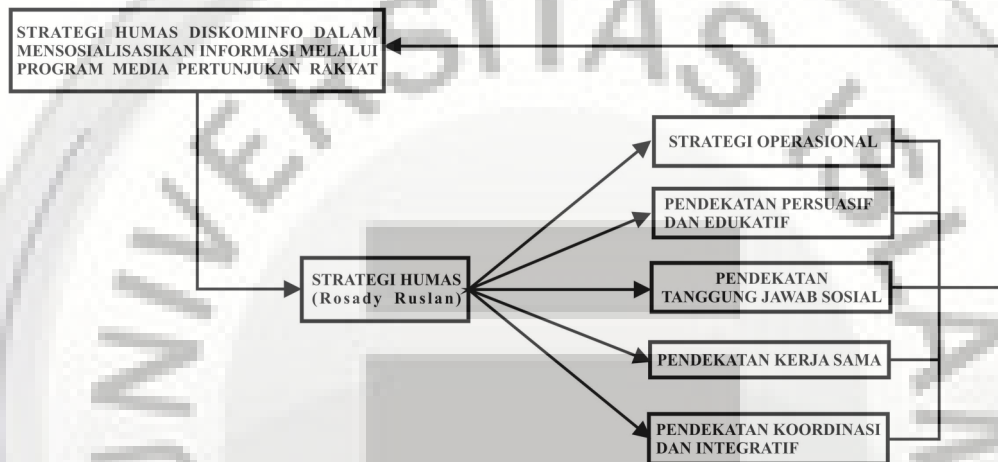 STRATEGI HUMAS DISKOMINFO DALAM
MENSOSIALISASIKAN INFORMASI MELALUI
PROGRAM MEDIA PERTUNJUKAN RAKYAT
STRATEGI OPERASIONAL
PENDEKATAN PERSUASIF
DAN EDUKATIF
STRATEGI HUMAS
(Rosady Ruslan)
PENDEKATAN
TANGGUNG JAWAB SOSIAL
PENDEKATAN KERJA SAMA
PENDEKATAN KOORDINASI
DAN INTEGRATIF
UNIVERSITAS